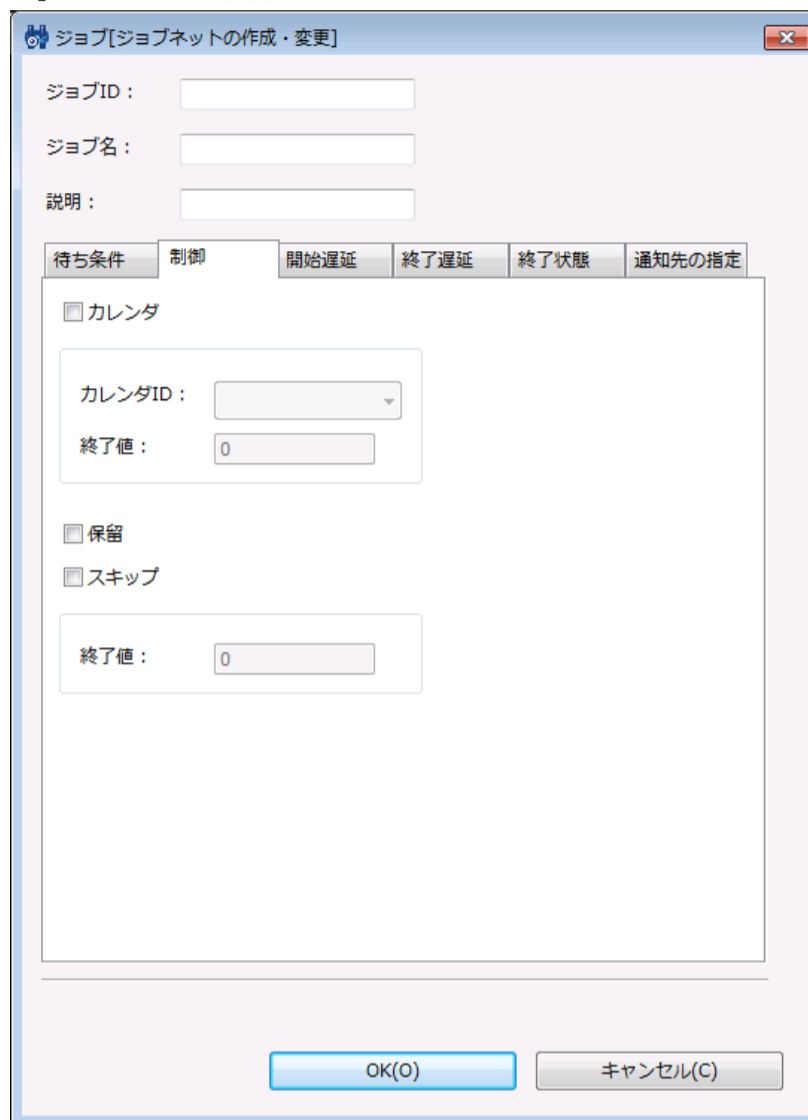 ジョブ[ジョブネットの作成・変更]
ジョブID：
ジョブ名：
説明：
待ち条件 制御 開始遅延 終了遅延 終了状態 通知先の指定
カレンダ
カレンダID：
終了値： 0
保留
スキップ
終了値： 0
OK(O) キャンセル(C)